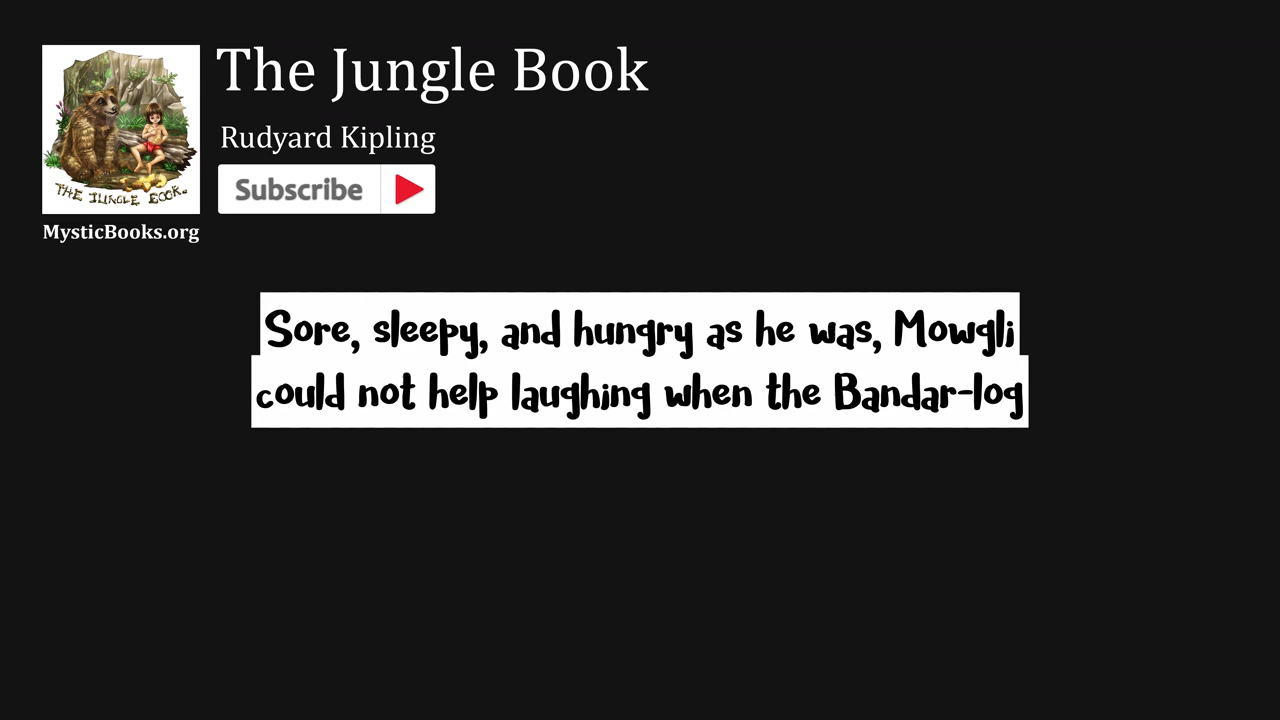 The Jungle Book
Rudyard Kipling
Subscribe
THE JUNGLE BOOK.
MysticBooks.org
Sore, sleepy, and hungry as he was, Mowgli
could not help laughing when the Bandar-log